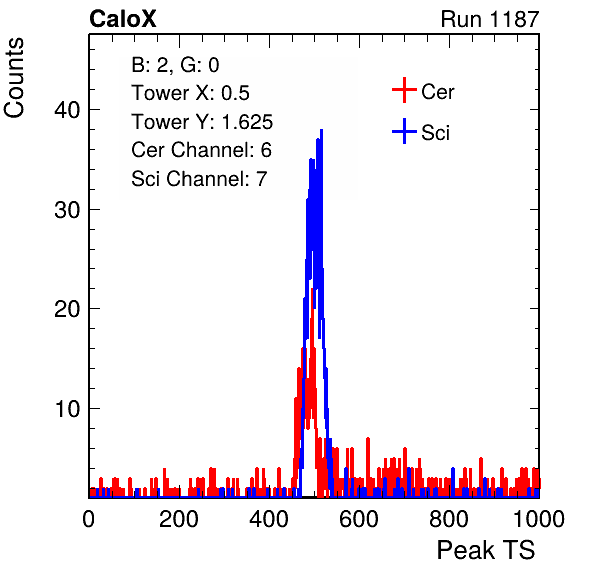 CaloX Run 1187
Counts
B: 2, G: 0
Tower X: 0.5
Tower Y: 1.625
Cer Channel: 6
Sci Channel: 7
Cer
Sci
40
30
20
10
0 200 400 600 800 1000
Peak TS